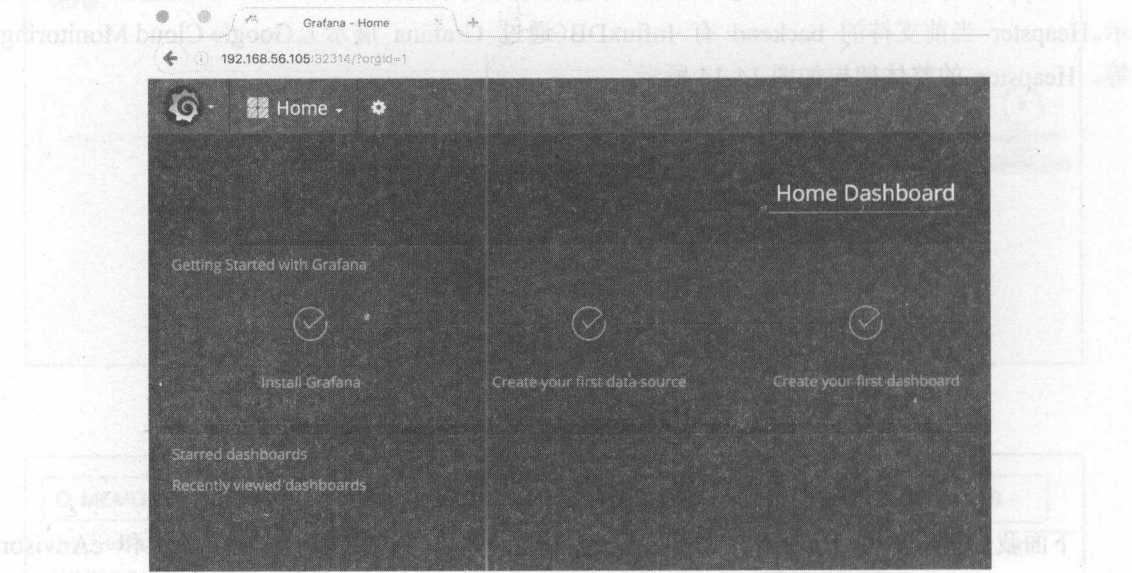 Grafana - Home
192.168.56.105:32314/?orgId=1
Home
Home Dashboard
Getting Started with Grafana
Install Grafana
Create your first data source
Create your first dashboard
Starred dashboards
Recently viewed dashboards